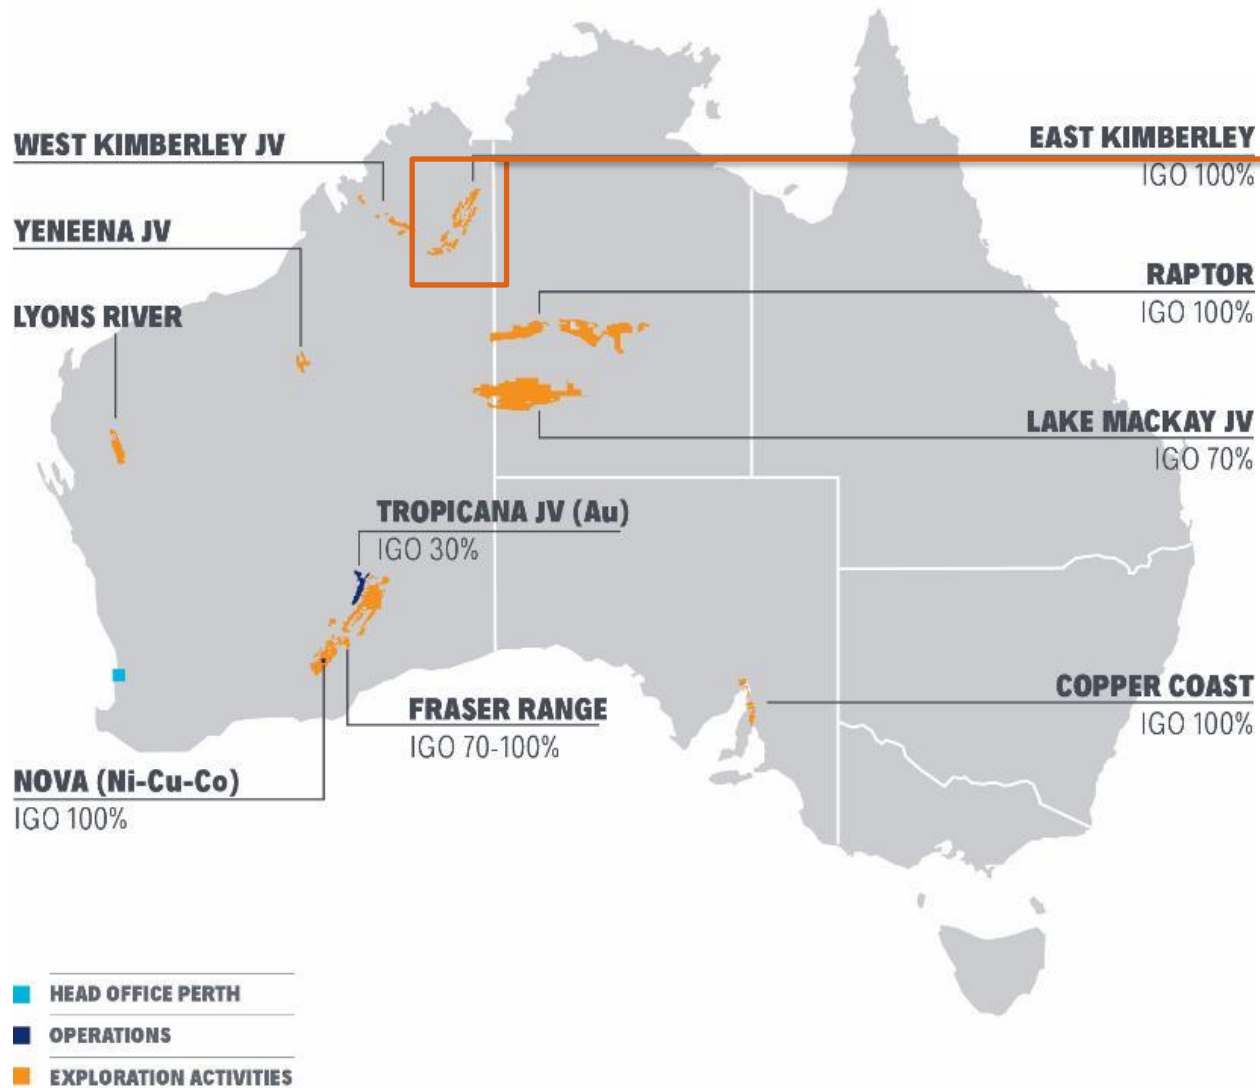 WEST KIMBERLEY JV
EAST KIMBERLEY
IGO 100%
YENEENA JV
RAPTOR
IGO 100%
LYONS RIVER
LAKE MACKAY JV
IGO 70%
TROPICANA JV (Au)
IGO 30%
COPPER COAST
IGO 100%
FRASER RANGE
IGO 70-100%
NOVA (Ni-Cu-Co)
IGO 100%
HEAD OFFICE PERTH
OPERATIONS
EXPLORATION ACTIVITIES